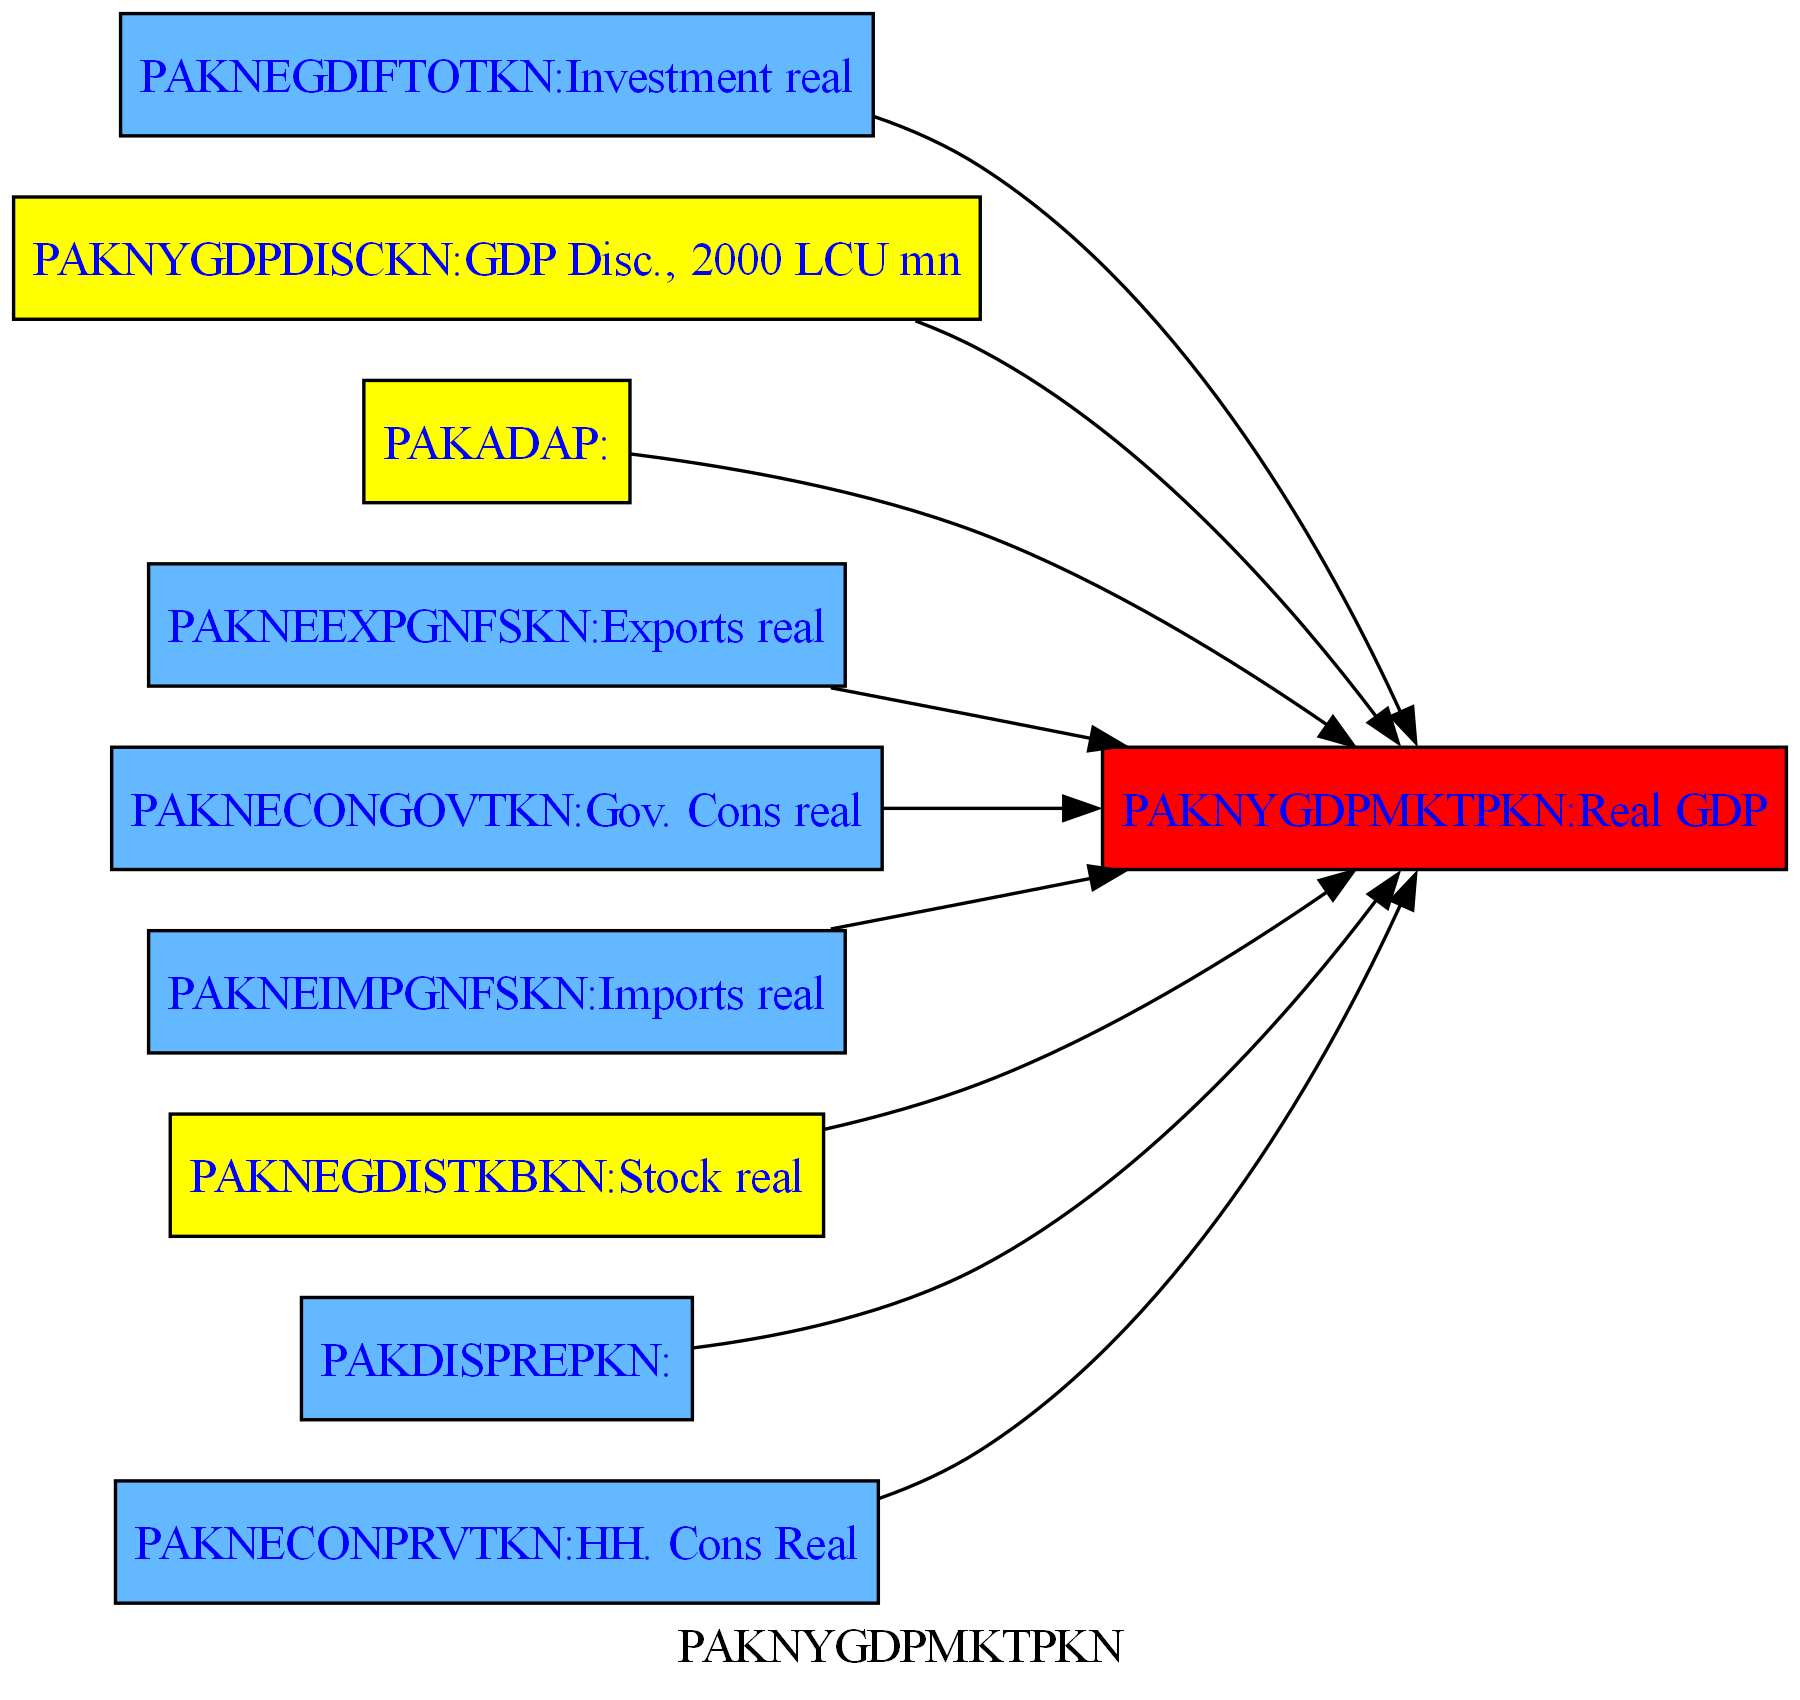 PAKNEGDIFTOTKN:Investment real
PAKNYGDPDISCKN:GDP Disc., 2000 LCU mn
PAKADAP:
PAKNEEXPGNFSKN:Exports real
PAKNECONGOVTKN:Gov. Cons real
PAKNYGDPMKTPKN:Real GDP
PAKNEIMPGNFSKN:Imports real
PAKNEGDISTKBKN:Stock real
PAKDISPREPKN:
PAKNECONPRVTKN:HH. Cons Real
PAKNYGDPMKTPKN